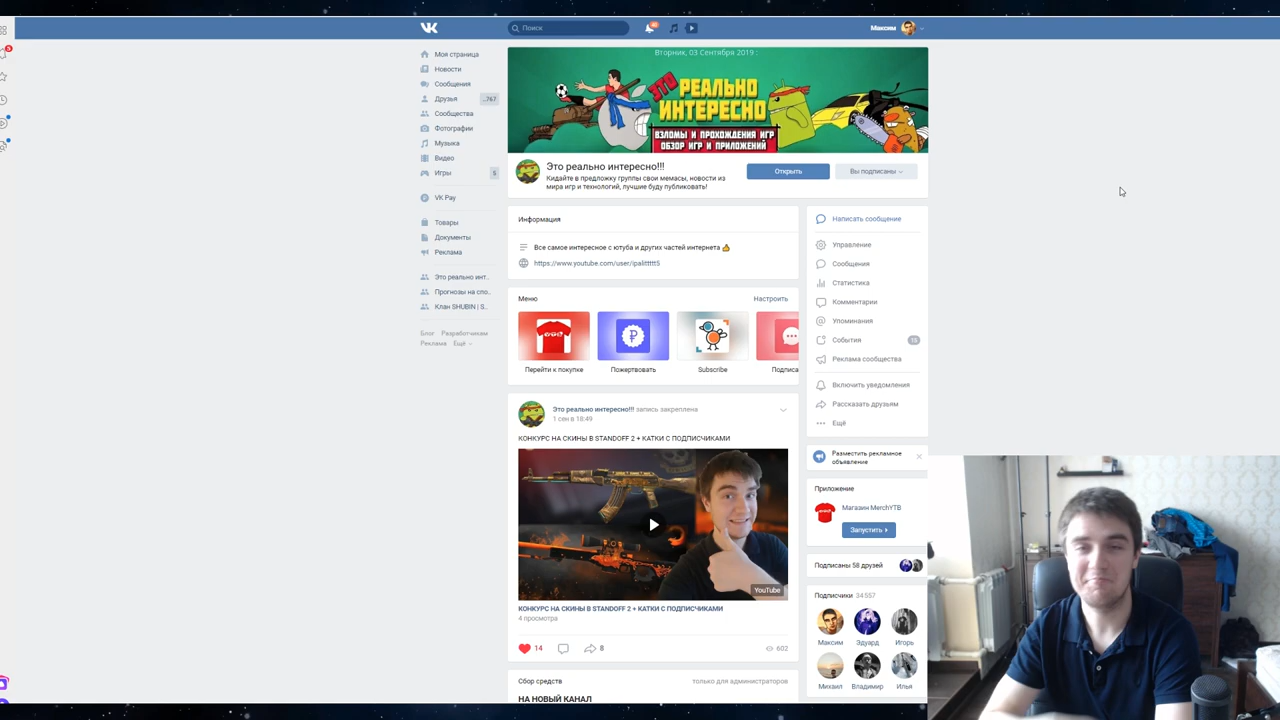 Поиск
20
Максим
5
Моя страница
Новости
Сообщения
Друзья
Сообщества
Фотографии
Музыка
Видео
Игры
5
VK Pay
Товары
Документы
Реклама
Это реально инт..
Прогнозы на спо..
Клан SHUBIN | S..
Блог Разработчикам
Реклама Ещё
Вторник, 03 Сентября 2019 :
ЭТО
РЕАЛЬНО
ИНТЕРЕСНО
ВЗЛОМЫ И ПРОХОЖДЕНИЯ ИГР
ОБЗОР ИГР И ПРИЛОЖЕНИЙ
Это реально интересно!!!
Кидайте в предложку группы свои мемасы, новости из
мира игр и технологий, лучшие буду публиковать!
Открыть
Вы подписаны
Информация
Все самое интересное с ютуба и других частей интернета
Меню
Настроить
Перейти к покупке
Пожертвовать
Subscribe
Подписа
Это реально интересно!!! запись закреплена
1 сен в 18:49
КОНКУРС НА СКИНЫ В STANDOFF 2 + КАТКИ С ПОДПИСЧИКАМИ
YouTube
КОНКУРС НА СКИНЫ В STANDOFF 2 + КАТКИ С ПОДПИСЧИКАМИ
4 просмотра
14
8
602
Сбор средств
только для администраторов
НА НОВЫЙ КАНАЛ
Написать сообщение
Управление
Сообщения
Статистика
Комментарии
Упоминания
События
Реклама сообщества
Включить уведомления
Рассказать друзьям
Ещё
Разместить рекламное
объявление
Приложение
Магазин MerchYTB
Запустить
Подписаны 58 друзей
Подписчики 34 557
Максим Эдуард Игорь
Михаил Владимир Илья